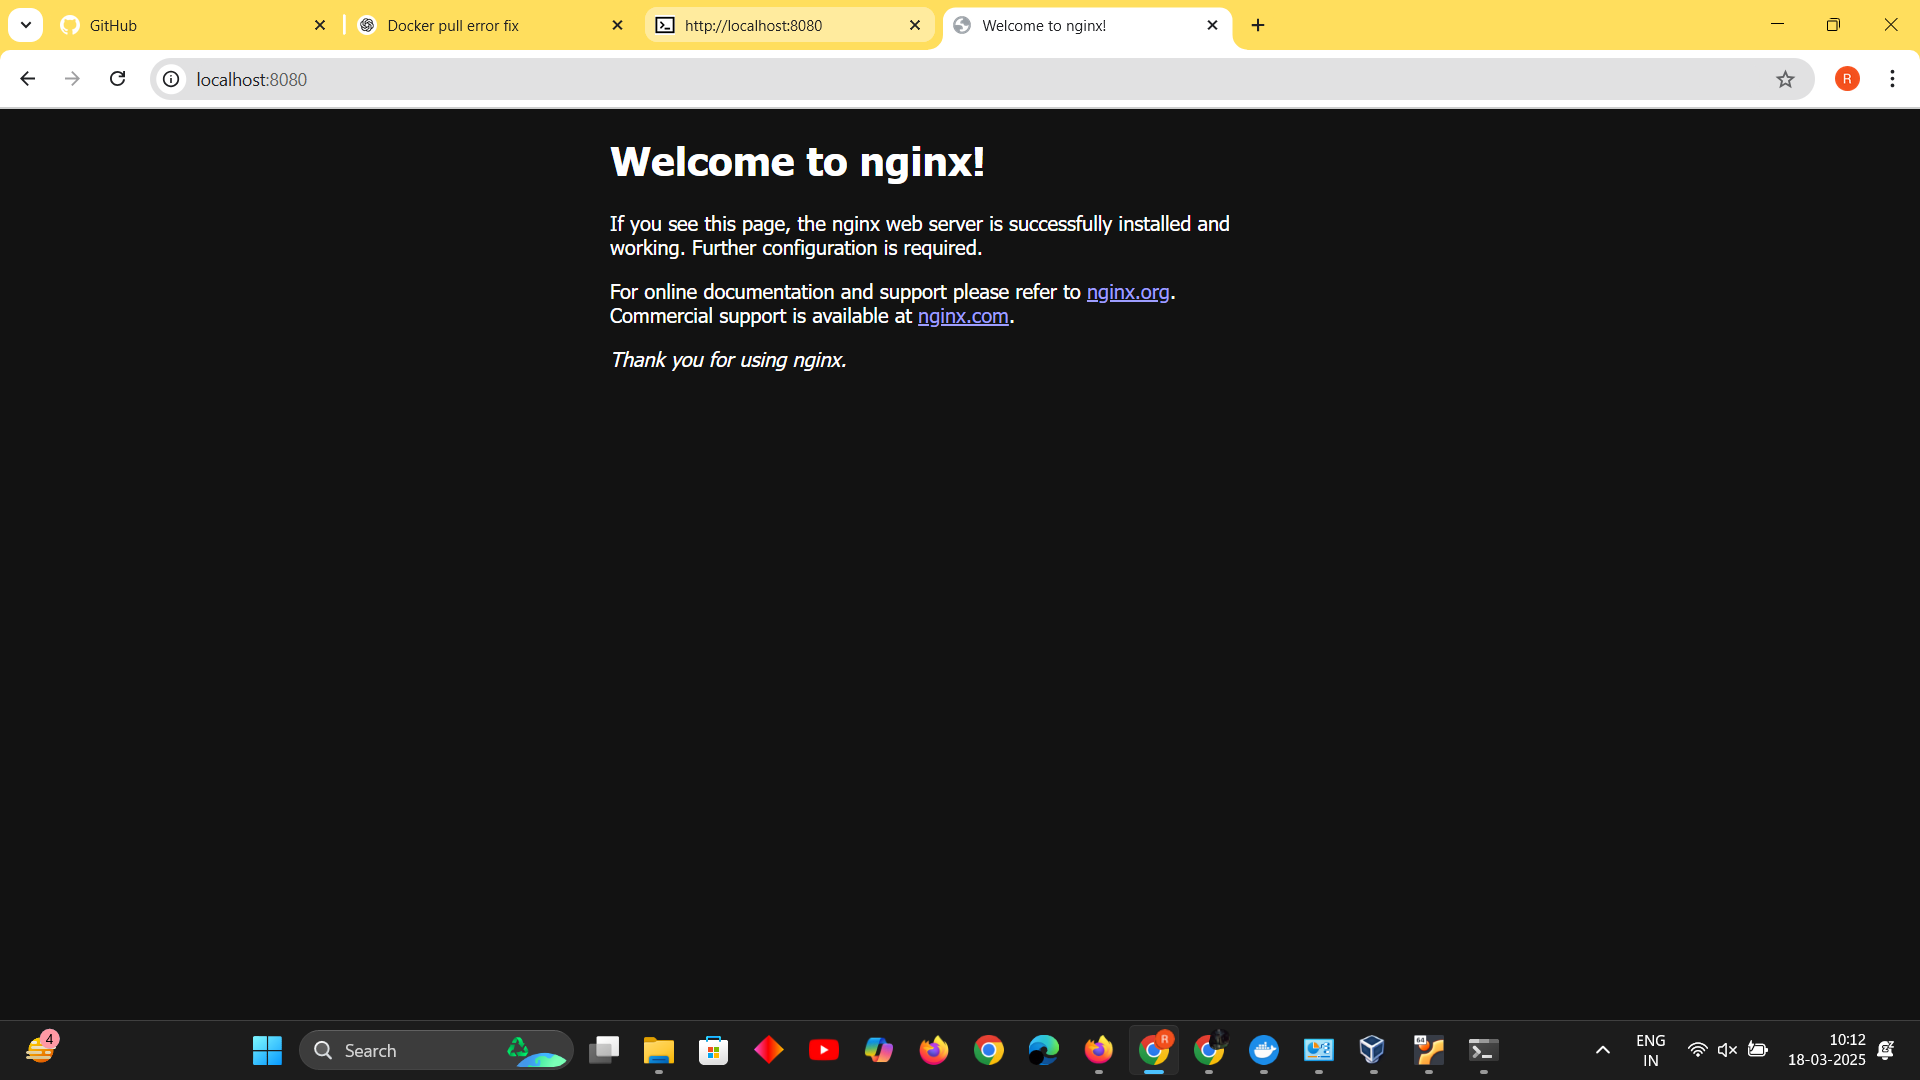 GitHub
Docker pull error fix
http://localhost:8080
Welcome to nginx!
localhost:8080
R
Welcome to nginx!
If you see this page, the nginx web server is successfully installed and
working. Further configuration is required.
For online documentation and support please refer to nginx.org.
Commercial support is available at nginx.com.
Thank you for using nginx.
4
Search
R
64
ENG
IN
10:12
18-03-2025